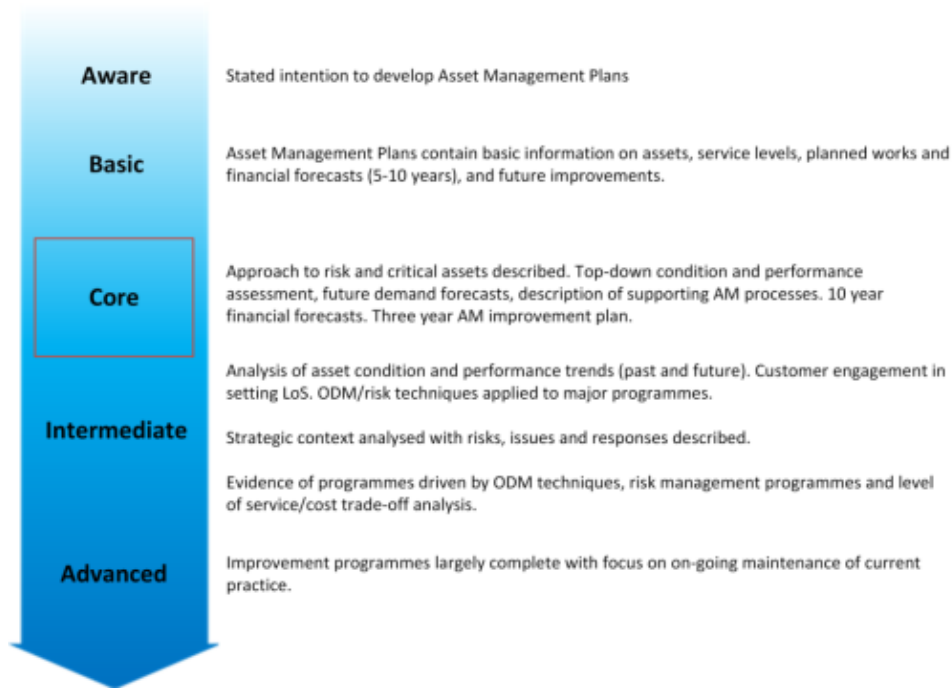 Aware
Stated intention to develop Asset Management Plans
Basic
Asset Management Plans contain basic information on assets, service levels, planned works and
financial forecasts (5-10 years), and future improvements.
Core
Approach to risk and critical assets described. Top-down condition and performance
assessment, future demand forecasts, description of supporting AM processes. 10 year
financial forecasts. Three year AM improvement plan.
Intermediate
Analysis of asset condition and performance trends (past and future). Customer engagement in
setting LoS. ODM/risk techniques applied to major programmes.
Strategic context analysed with risks, issues and responses described.
Evidence of programmes driven by ODM techniques, risk management programmes and level
of service/cost trade-off analysis.
Advanced
Improvement programmes largely complete with focus on on-going maintenance of current
practice.